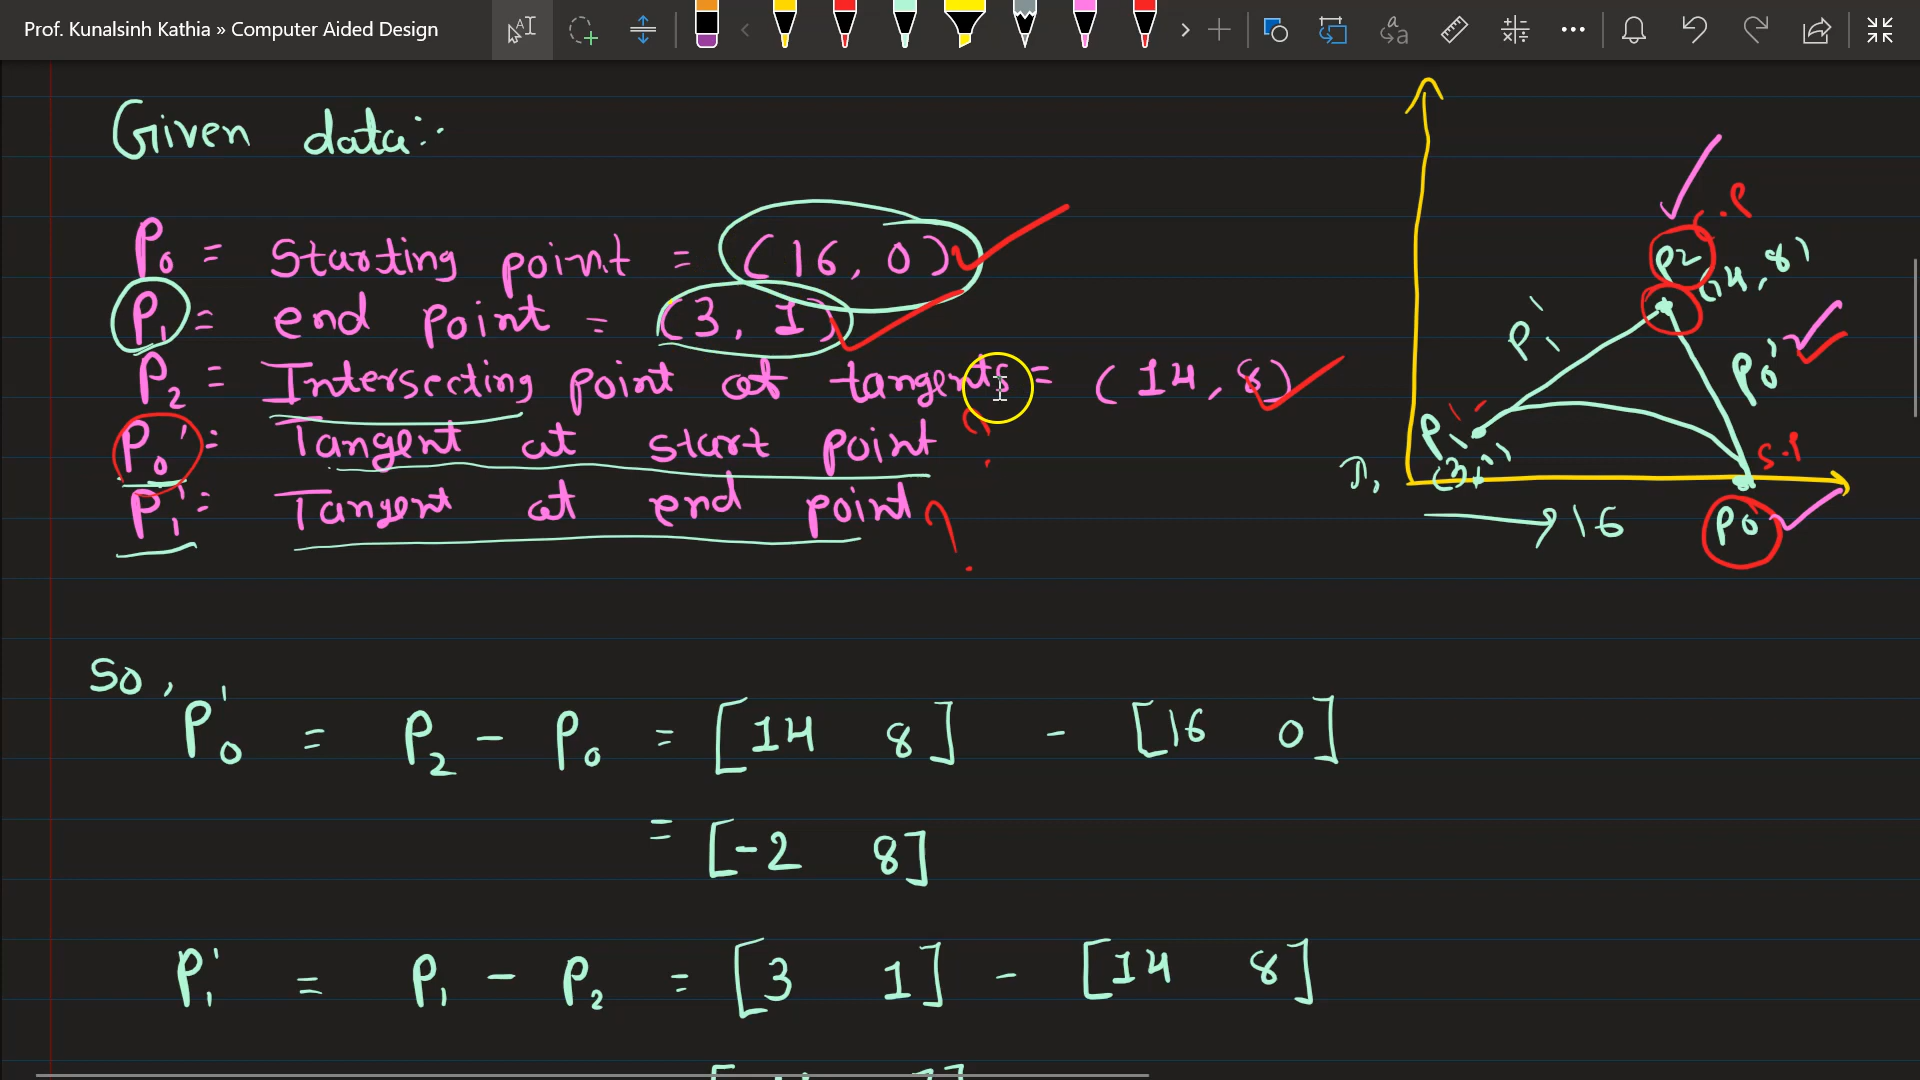 Prof. Kunalsinh Kathia » Computer Aided Design
Given data:-
P0 = Starting point = (16, 0)
P1 = end point = (3, 1)
P2 = Intersecting point at tangents = (14, 8)
P0' = Tangent at start point ?
P1' = Tangent at end point ?
P2
(14, 8)
P1'
P0'
P1
(3,1)
S.P
16
P0
So,
P0' = P2 - P0 = [14 8] - [16 0]
= [-2 8]
P1' = P1 - P2 = [3 1] - [14 8]